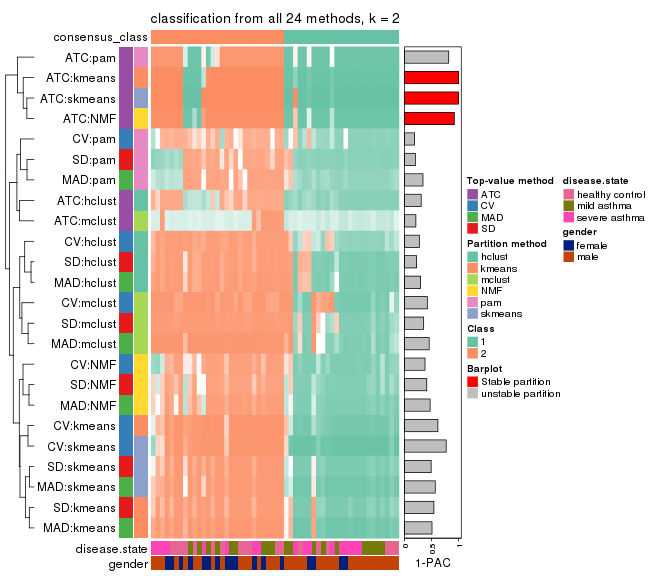 classification from all 24 methods, k = 2
consensus_class
ATC:pam
ATC:kmeans
ATC:skmeans
ATC:NMF
CV:pam
SD:pam
MAD:pam
ATC:hclust
ATC:mclust
CV:hclust
SD:hclust
MAD:hclust
CV:mclust
SD:mclust
MAD:mclust
CV:NMF
SD:NMF
MAD:NMF
CV:kmeans
CV:skmeans
SD:skmeans
MAD:skmeans
SD:kmeans
MAD:kmeans
disease.state
gender
0
0.5
1
1-PAC
Top-value method
ATC
CV
MAD
SD
Partition method
hclust
kmeans
mclust
NMF
pam
skmeans
Class
1
2
Barplot
Stable partition
unstable partition
disease.state
healthy control
mild asthma
severe asthma
gender
female
male